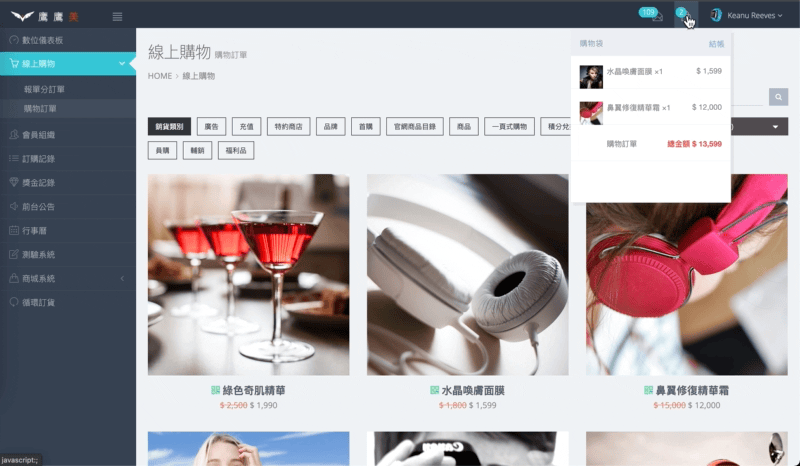 鷹鷹美
109
2
Keanu Reeves
數位儀表板
線上購物
報單分訂單
購物訂單
會員組織
訂購記錄
獎金記錄
前台公告
行事曆
測驗系統
商城系統
循環訂貨
線上購物 購物訂單
HOME > 線上購物
購物袋 結帳
水晶喚膚面膜 ×1 $ 1,599
鼻翼修復精華霜 ×1 $ 12,000
購物訂單 總金額 $ 13,599
銷貨類別 廣告 充值 特約商店 品牌 首購 官網商品目錄 商品 一頁式購物 積分兌
員購 輔銷 福利品
綠色奇肌精華
$ 2,500 $ 1,990
水晶喚膚面膜
$ 1,800 $ 1,599
鼻翼修復精華霜
$ 15,000 $ 12,000
Canon
javascript:;